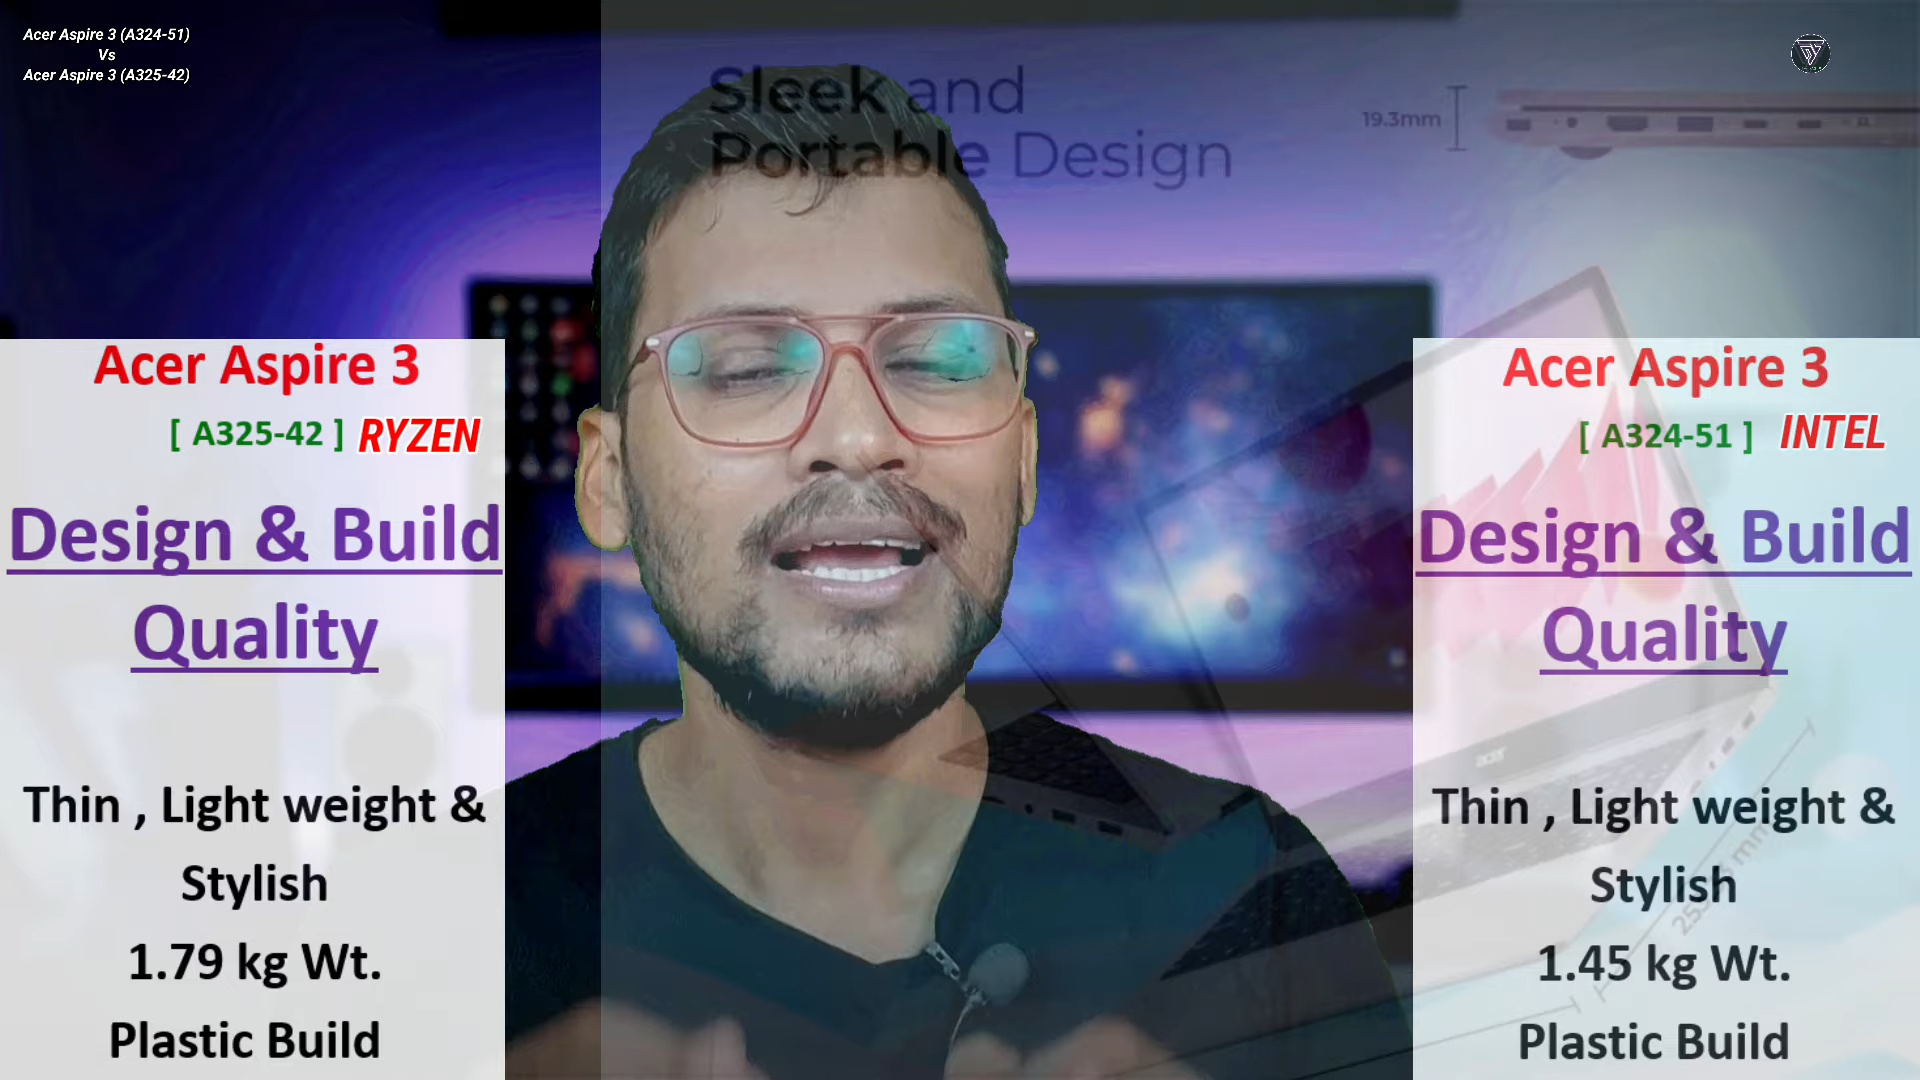 Acer Aspire 3 (A324-51)
Vs
Acer Aspire 3 (A325-42)
Sleek and
Portable Design
19.3mm
Acer Aspire 3
[ A325-42 ] RYZEN
Design & Build
Quality
Thin , Light weight &
Stylish
1.79 kg Wt.
Plastic Build
Acer Aspire 3
[ A324-51 ] INTEL
Design & Build
Quality
Thin , Light weight &
Stylish
1.45 kg Wt.
Plastic Build
acer